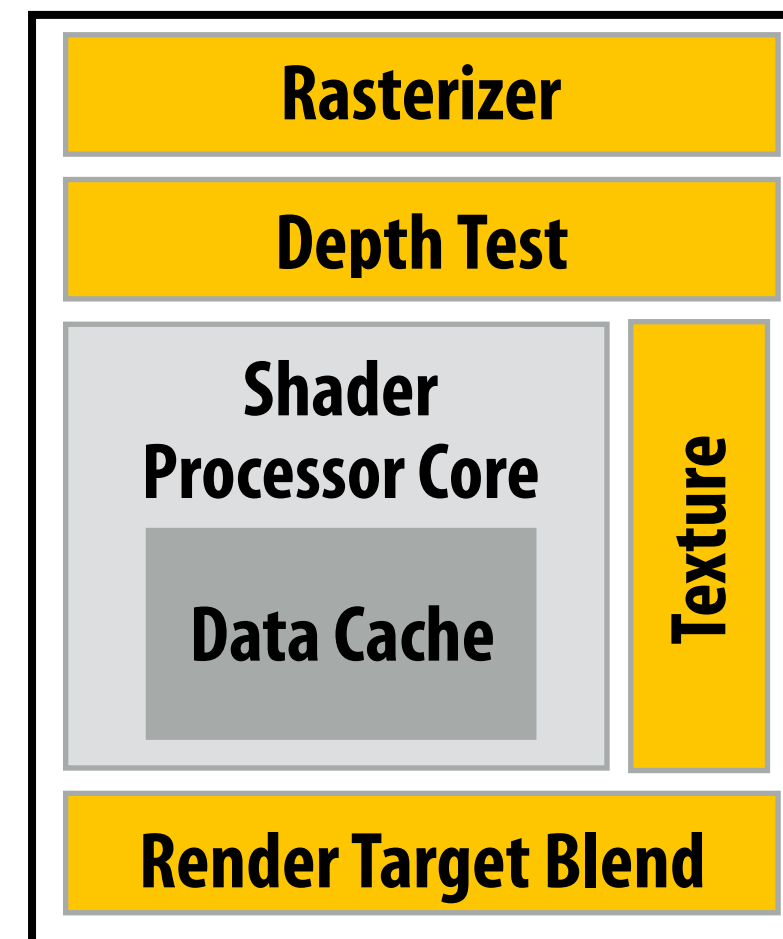 Rasterizer
Depth Test
Shader
Processor Core
Data Cache
Texture
Render Target Blend